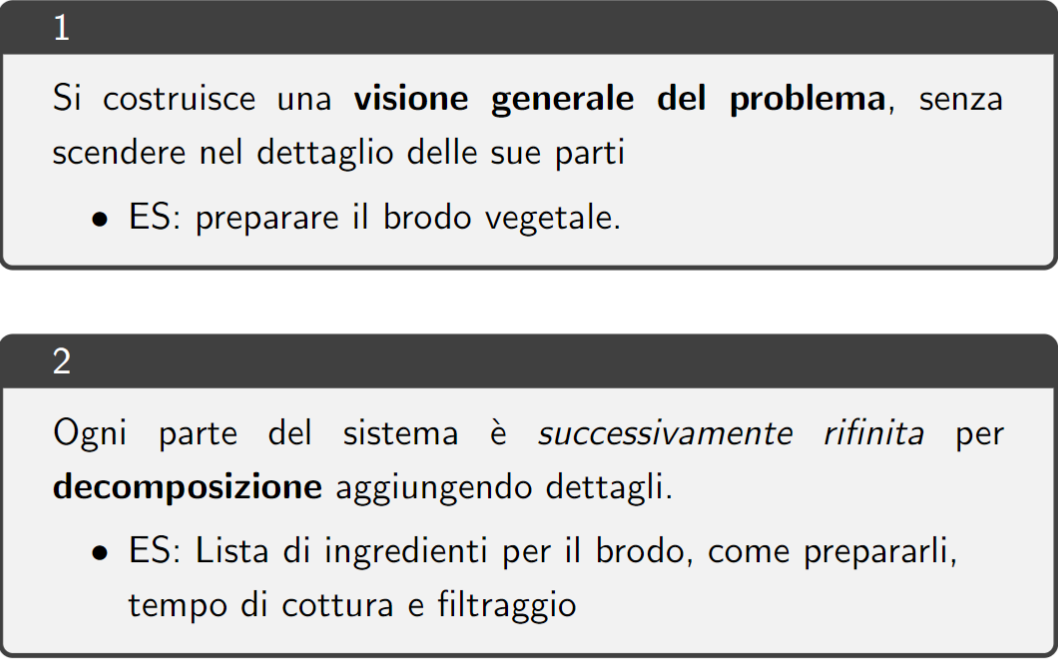 1
Si costruisce una visione generale del problema, senza
scendere nel dettaglio delle sue parti
• ES: preparare il brodo vegetale.
2
Ogni parte del sistema è successivamente rifinita per
decomposizione aggiungendo dettagli.
• ES: Lista di ingredienti per il brodo, come prepararli,
tempo di cottura e filtraggio